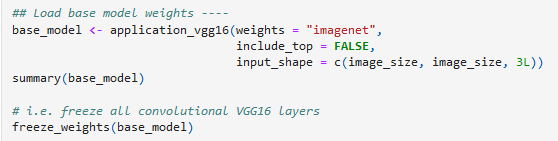 ## Load base model weights ----
base_model <- application_vgg16(weights = "imagenet",
                                include_top = FALSE,
                                input_shape = c(image_size, image_size, 3L))
summary(base_model)

# i.e. freeze all convolutional VGG16 layers
freeze_weights(base_model)